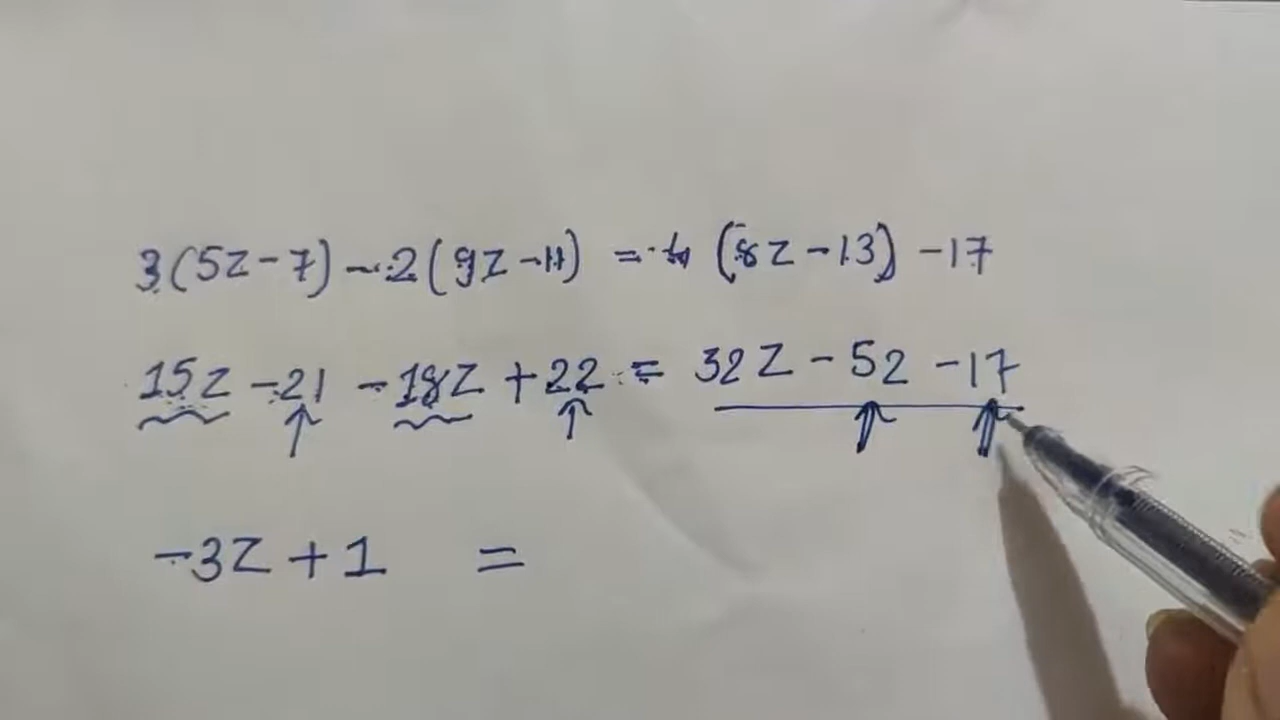 3(5z-7)-2(9z-11) = 4(8z-13)-17
15z-21-18z+22 = 32z-52-17
-3z+1 =